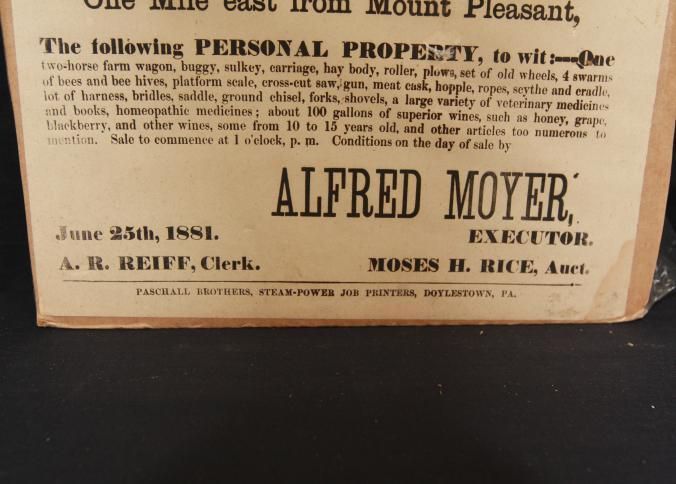 One Mile east from Mount Pleasant,
The following PERSONAL PROPERTY, to wit:—One
two-horse farm wagon, buggy, sulkey, carriage, hay body, roller, plows, set of old wheels, 4 swarms
of bees and bee hives, platform scale, cross-cut saw, gun, meat cask, hopple, ropes, scythe and cradle,
lot of harness, bridles, saddle, ground chisel, forks, shovels, a large variety of veterinary medicines
and books, homeopathic medicines; about 100 gallons of superior wines, such as honey, grape,
blackberry, and other wines, some from 10 to 15 years old, and other articles too numerous to
mention. Sale to commence at 1 o'clock, p. m. Conditions on the day of sale by
ALFRED MOYER,
June 25th, 1881.
EXECUTOR.
A. R. REIFF, Clerk.
MOSES H. RICE, Auct.
PASCHALL BROTHERS, STEAM-POWER JOB PRINTERS, DOYLESTOWN, PA.